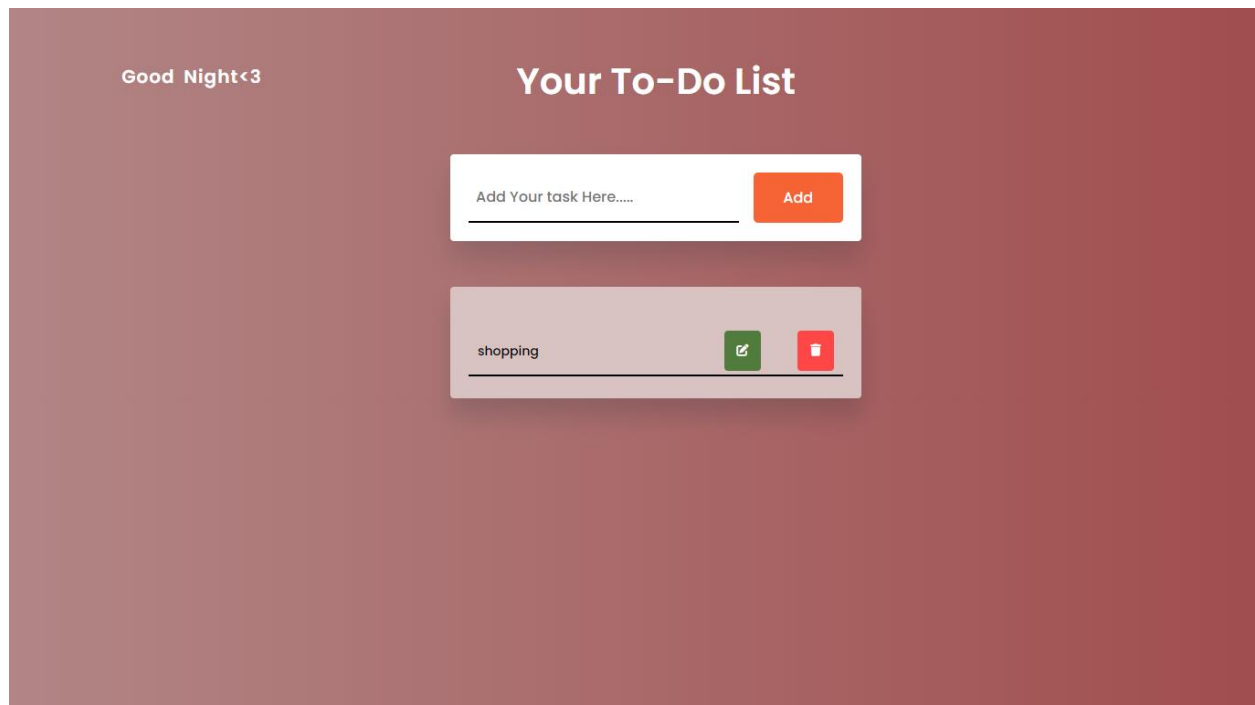 Good Night<3
Your To-Do List
Add Your task Here.....
Add
shopping